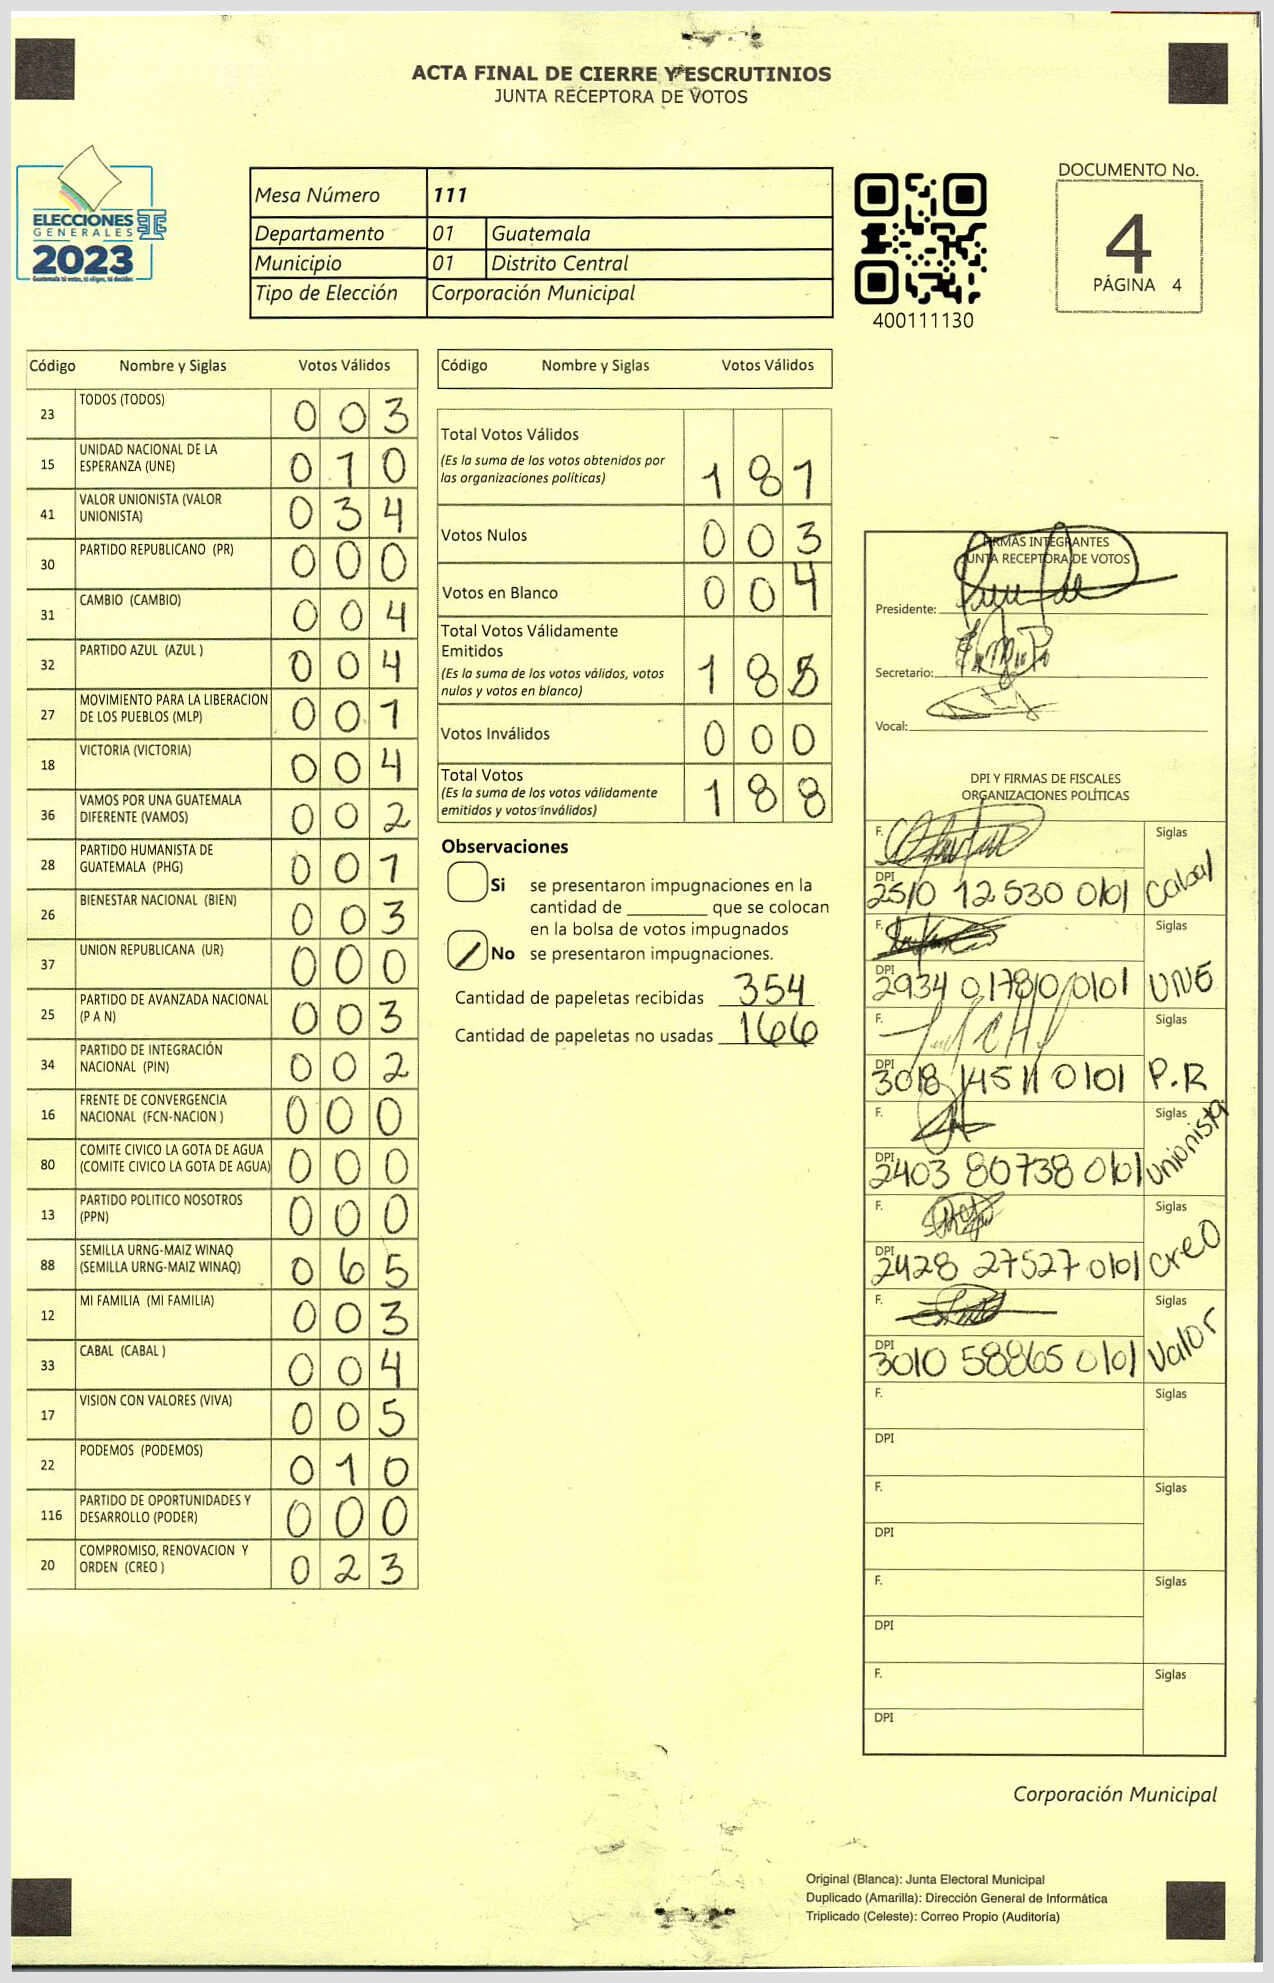 ACTA FINAL DE CIERRE Y ESCRUTINIOS
JUNTA RECEPTORA DE VOTOS
ELECCIONES
GENERALES
2023
Guatemala tú votas, tú eliges, tú decides
Mesa Número 111
Departamento 01 Guatemala
Municipio 01 Distrito Central
Tipo de Elección Corporación Municipal
400111130
DOCUMENTO No.
4
PÁGINA 4
Código Nombre y Siglas Votos Válidos
23 TODOS (TODOS) 0 0 3
15 UNIDAD NACIONAL DE LA
ESPERANZA (UNE) 0 1 0
41 VALOR UNIONISTA (VALOR
UNIONISTA) 0 3 4
30 PARTIDO REPUBLICANO (PR) 0 0 0
31 CAMBIO (CAMBIO) 0 0 4
32 PARTIDO AZUL (AZUL ) 0 0 4
27 MOVIMIENTO PARA LA LIBERACION
DE LOS PUEBLOS (MLP) 0 0 1
18 VICTORIA (VICTORIA) 0 0 4
36 VAMOS POR UNA GUATEMALA
DIFERENTE (VAMOS) 0 0 2
28 PARTIDO HUMANISTA DE
GUATEMALA (PHG) 0 0 1
26 BIENESTAR NACIONAL (BIEN) 0 0 3
37 UNION REPUBLICANA (UR) 0 0 0
25 PARTIDO DE AVANZADA NACIONAL
(P A N) 0 0 3
34 PARTIDO DE INTEGRACIÓN
NACIONAL (PIN) 0 0 2
16 FRENTE DE CONVERGENCIA
NACIONAL (FCN-NACION ) 0 0 0
80 COMITE CIVICO LA GOTA DE AGUA
(COMITE CIVICO LA GOTA DE AGUA) 0 0 0
13 PARTIDO POLITICO NOSOTROS
(PPN) 0 0 0
88 SEMILLA URNG-MAIZ WINAQ
(SEMILLA URNG-MAIZ WINAQ) 0 6 5
12 MI FAMILIA (MI FAMILIA) 0 0 3
33 CABAL (CABAL ) 0 0 4
17 VISION CON VALORES (VIVA) 0 0 5
22 PODEMOS (PODEMOS) 0 1 0
116 PARTIDO DE OPORTUNIDADES Y
DESARROLLO (PODER) 0 0 0
20 COMPROMISO, RENOVACION Y
ORDEN (CREO ) 0 2 3
Código Nombre y Siglas Votos Válidos
Total Votos Válidos
(Es la suma de los votos obtenidos por
las organizaciones políticas) 1 8 1
Votos Nulos 0 0 3
Votos en Blanco 0 0 4
Total Votos Válidamente
Emitidos
(Es la suma de los votos válidos, votos
nulos y votos en blanco) 1 8 8
Votos Inválidos 0 0 0
Total Votos
(Es la suma de los votos válidamente
emitidos y votos inválidos) 1 8 8
Observaciones
Si se presentaron impugnaciones en la
cantidad de ________ que se colocan
en la bolsa de votos impugnados
No se presentaron impugnaciones.
Cantidad de papeletas recibidas 354
Cantidad de papeletas no usadas 166
FIRMAS INTEGRANTES
JUNTA RECEPTORA DE VOTOS
Presidente:
Secretario:
Vocal:
DPI Y FIRMAS DE FISCALES
ORGANIZACIONES POLÍTICAS
F. Siglas
DPI
2510 12530 0101 Cabal
F. Siglas
DPI
2934 01781 0101 UNE
F. Siglas
DPI
3018 14511 0101 P.R
F. Siglas
DPI
2403 80738 0101 unionista
F. Siglas
DPI
2428 27527 0101 Creo
F. Siglas
DPI
3010 58865 0101 Valor
F. Siglas
DPI
F. Siglas
DPI
F. Siglas
DPI
F. Siglas
DPI
Corporación Municipal
Original (Blanca): Junta Electoral Municipal
Duplicado (Amarilla): Dirección General de Informática
Triplicado (Celeste): Correo Propio (Auditoría)